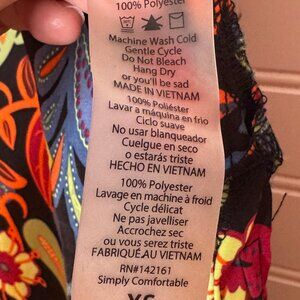 100% Polyester
Machine Wash Cold
Gentle Cycle
Do Not Bleach
Hang Dry
or you'll be sad
MADE IN VIETNAM
100% Poliéster
Lavar a máquina en frio
Ciclo suave
No usar blanqueador
Cuelgue en seco
o estarás triste
HECHO EN VIETNAM
100% Polyester
Lavage en machine à froid
Cycle délicat
Ne pas javelliser
Accrochez sec
ou vous serez triste
FABRIQUÉ AU VIETNAM
RN#142161
Simply Comfortable
XS